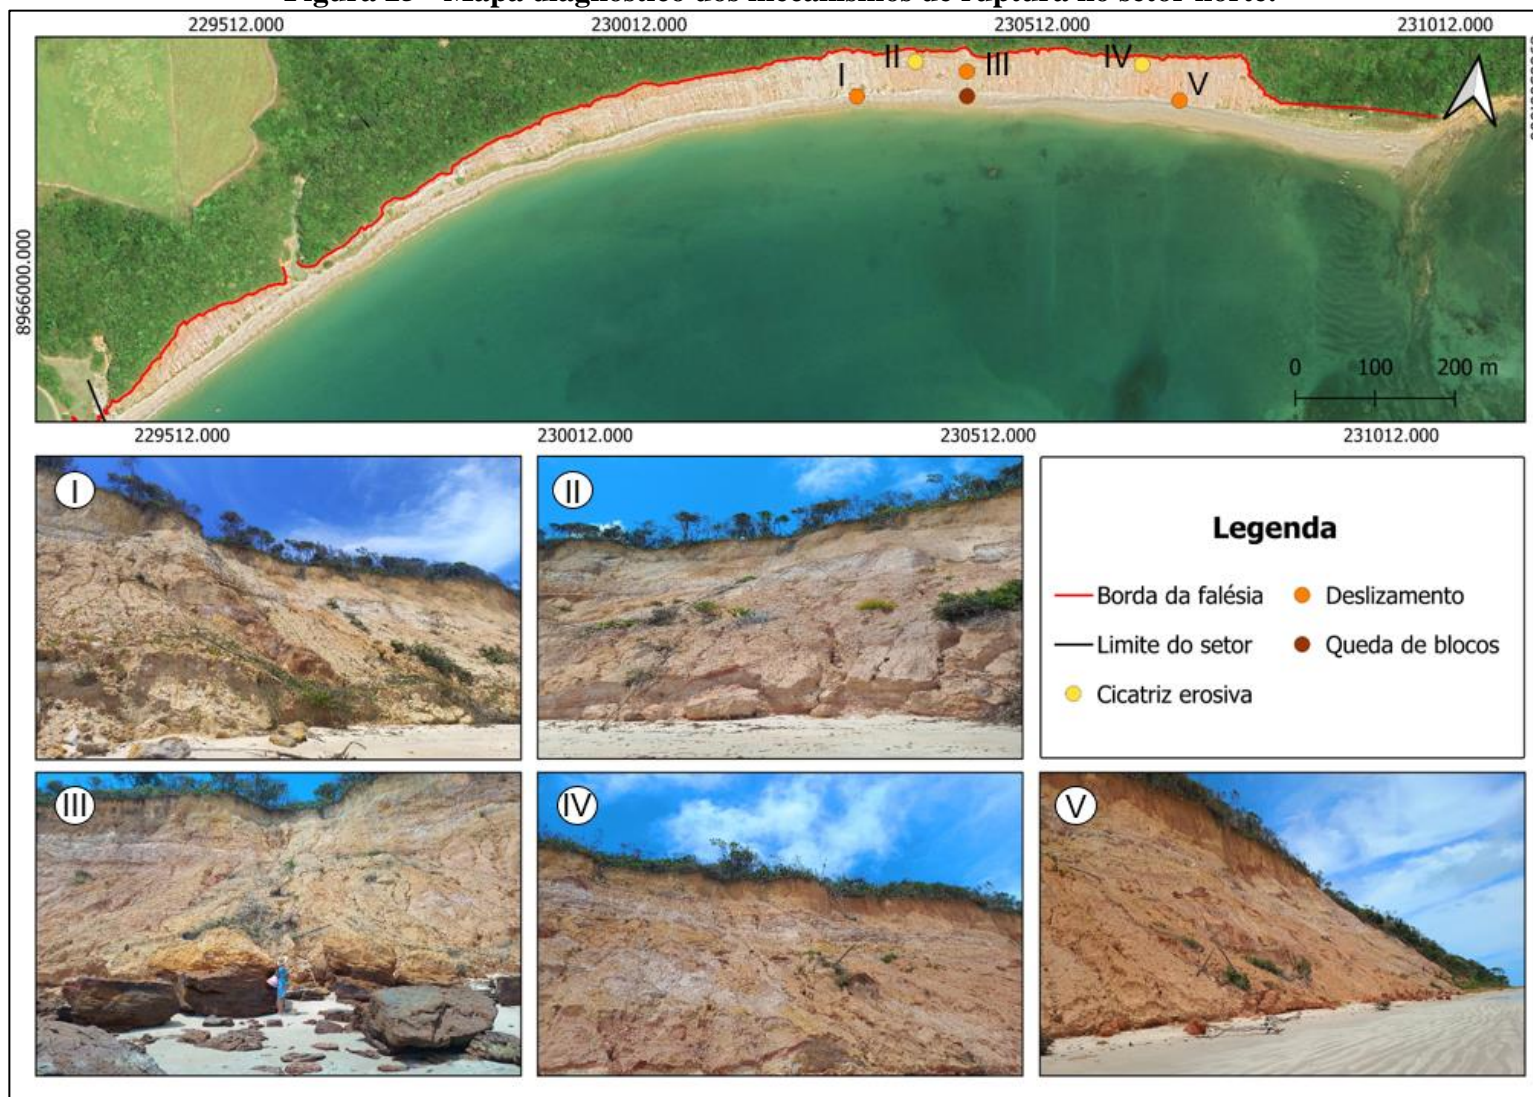 229512.000 230012.000 230512.000 231012.000
I II III IV V
8966000.000
0 100 200 m
229512.000 230012.000 230512.000 231012.000
I
II
Legenda
Borda da falésia
Deslizamento
Limite do setor
Queda de blocos
Cicatriz erosiva
III
IV
V